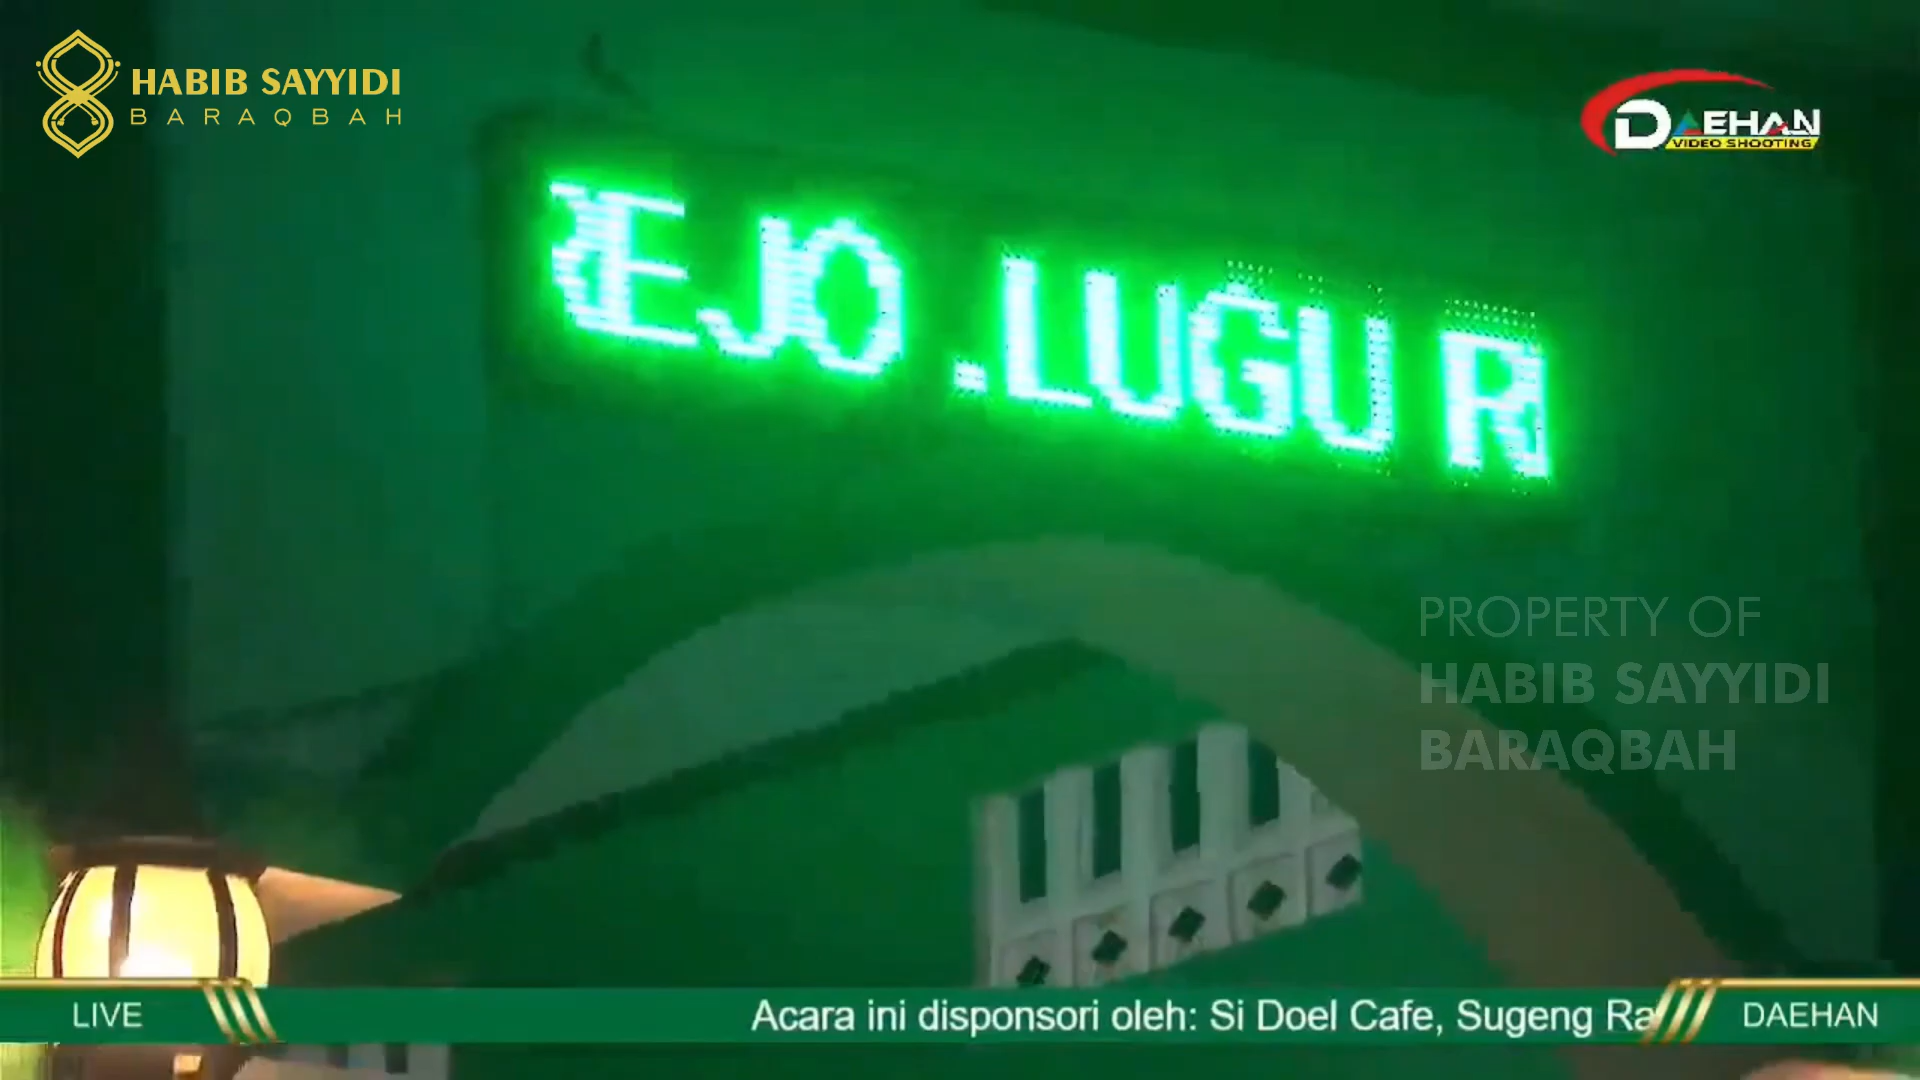 HABIB SAYYIDI
BARAQBAH
DAEHAN
VIDEO SHOOTING
EJO .LUGU R
PROPERTY OF
HABIB SAYYIDI
BARAQBAH
LIVE
Acara ini disponsori oleh: Si Doel Cafe, Sugeng Ra
DAEHAN